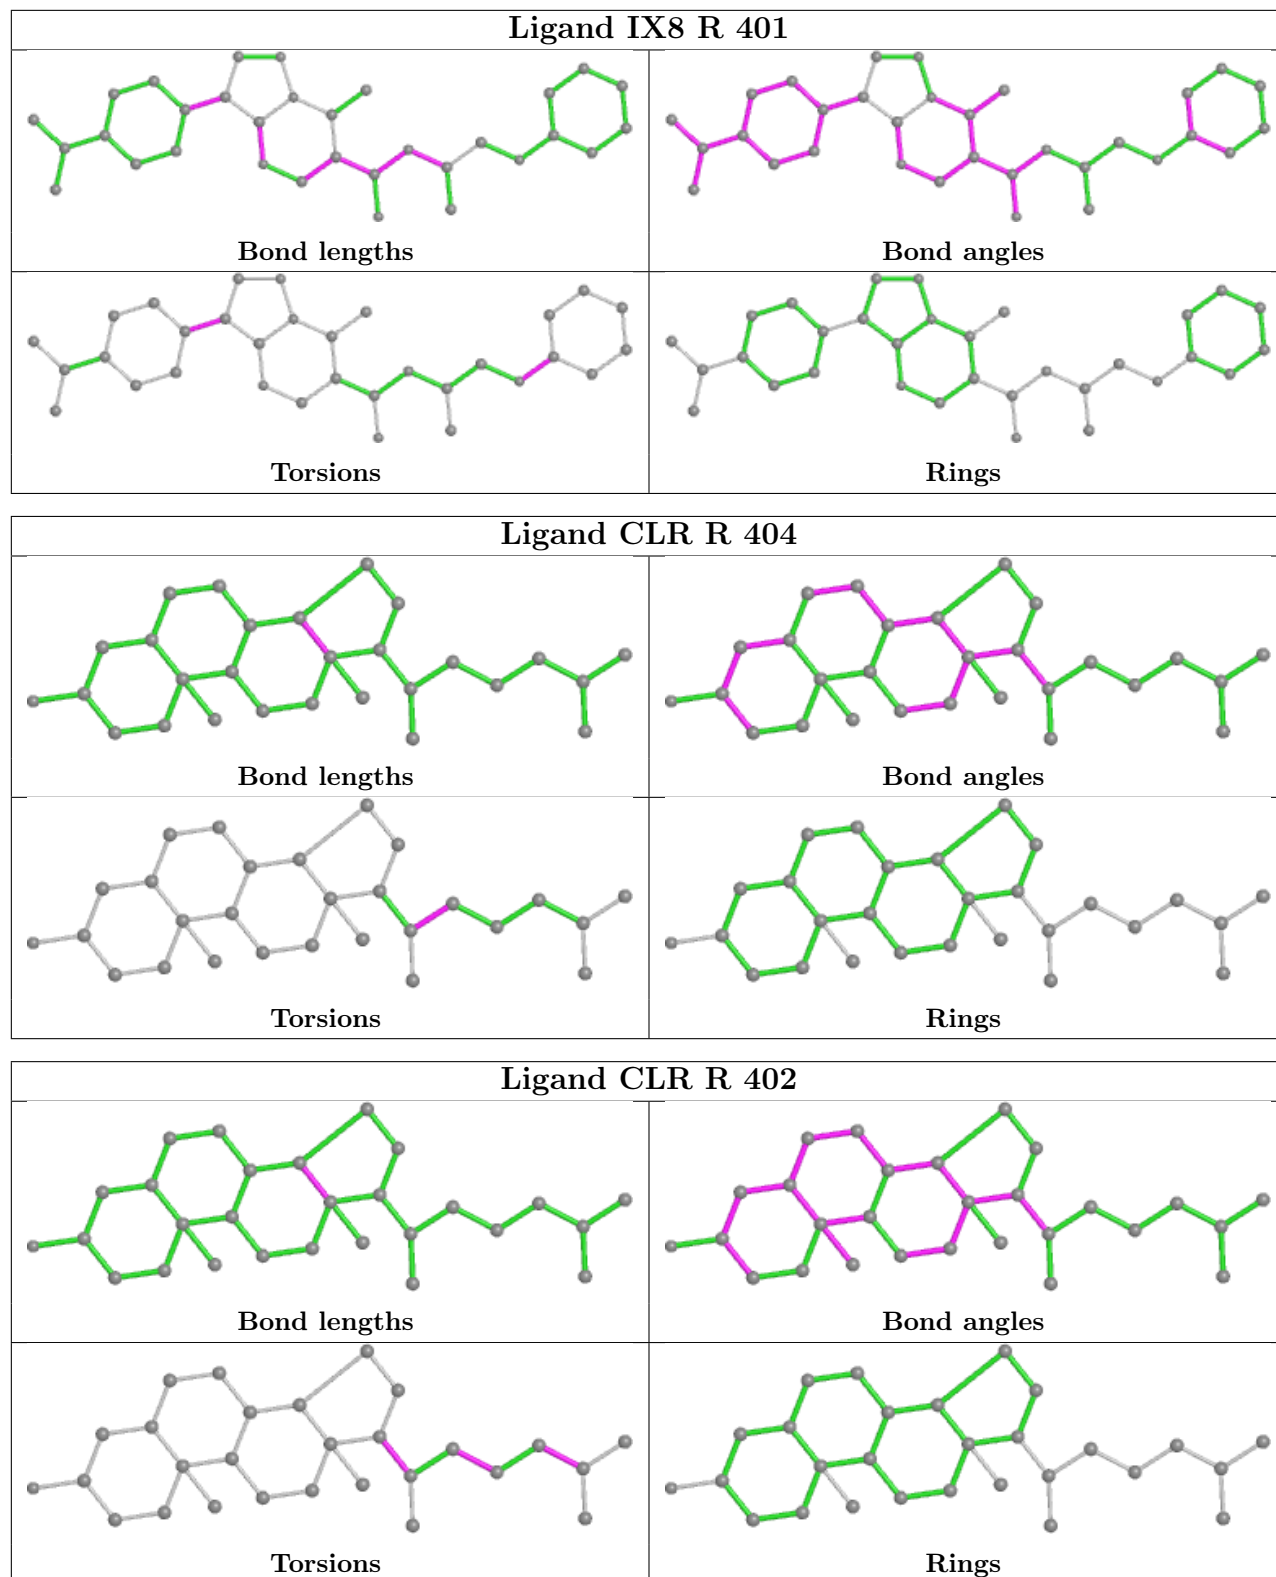 Ligand IX8 R 401
Bond lengths
Bond angles
Torsions
Rings
Ligand CLR R 404
Bond lengths
Bond angles
Torsions
Rings
Ligand CLR R 402
Bond lengths
Bond angles
Torsions
Rings